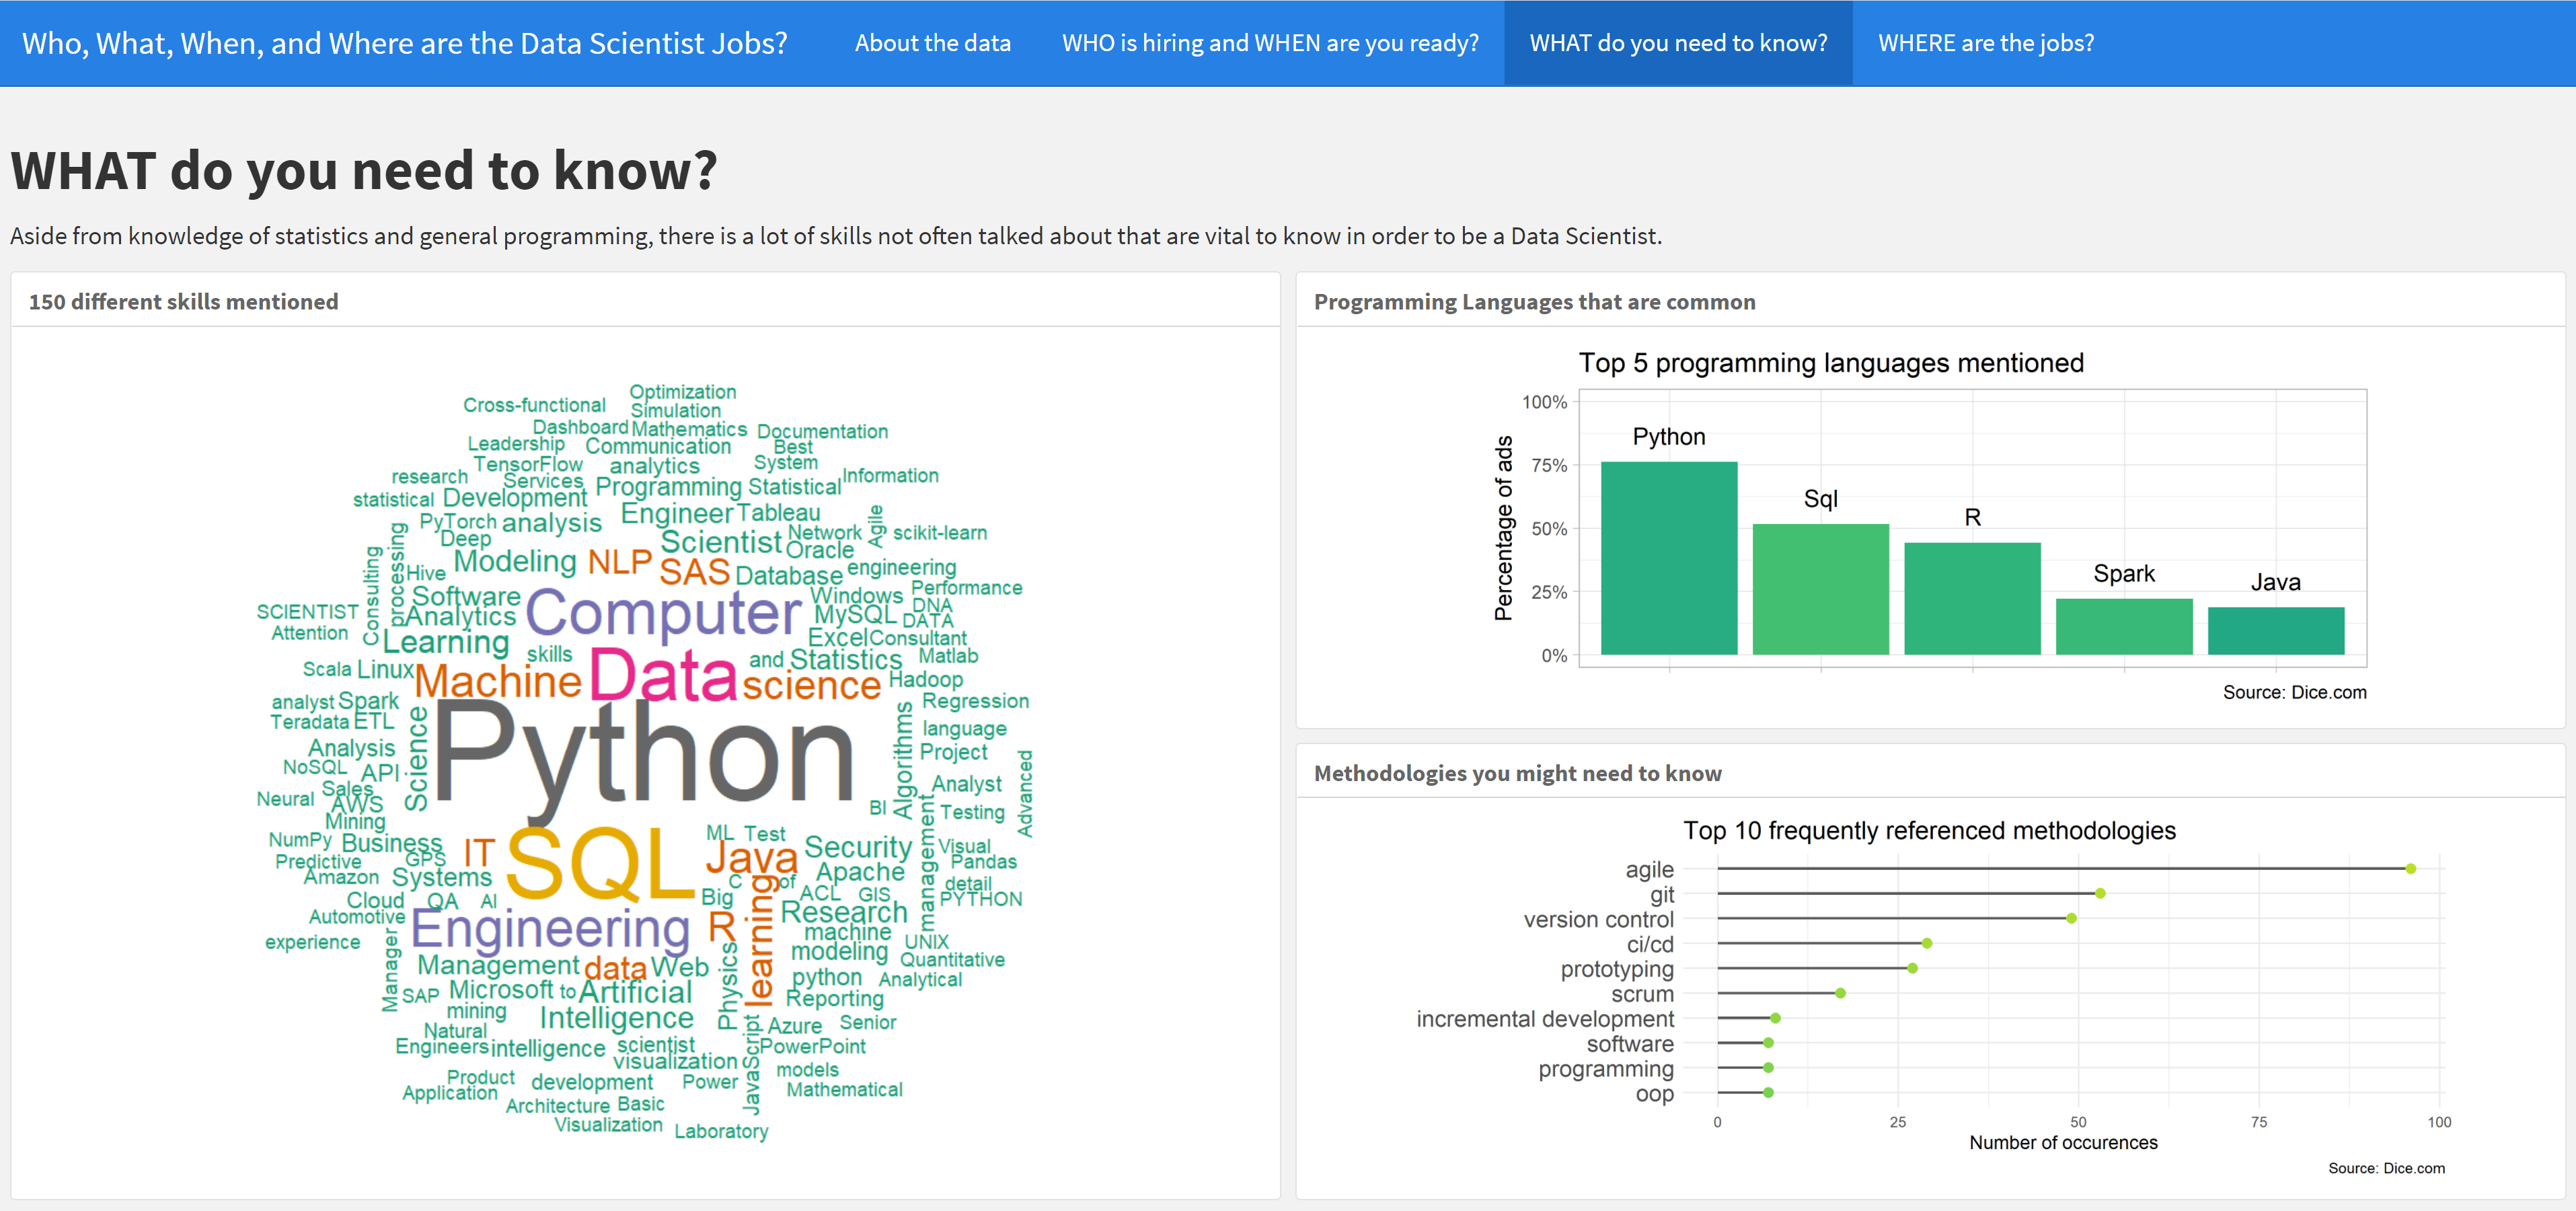 Who, What, When, and Where are the Data Scientist Jobs? About the data WHO is hiring and WHEN are you ready? WHAT do you need to know? WHERE are the jobs?
WHAT do you need to know?
Aside from knowledge of statistics and general programming, there is a lot of skills not often talked about that are vital to know in order to be a Data Scientist.
150 different skills mentioned
Optimization
Cross-functional
Simulation
Dashboard Mathematics Documentation
Leadership Communication Best
TensorFlow analytics System
research Services Information
statistical Development Programming Statistical
PyTorch analysis Engineer Tableau
Deep Scientist Network Agile scikit-learn
Oracle
Consulting processing Hive Modeling NLP SAS Database engineering
Software Computer Windows Performance
SCIENTIST Analytics MySQL DNA
DATA
Attention Learning Excel Consultant
skills and Statistics Matlab
Scala Linux Machine Data science Hadoop
analyst Spark Regression
Teradata ETL Science Python Algorithms language
Analysis Project
NoSQL API
Sales Analyst Advanced
Neural AWS BI Testing
Mining management
NumPy Business IT SQL ML Test Security Visual
Predictive GPS Java Pandas
Amazon Systems C of Apache detail
Cloud QA AI Big ACL GIS PYTHON
Automotive Engineering R learning Research
experience machine UNIX
Manager modeling Quantitative
Management data Web Physics python Analytical
SAP Microsoft to Artificial Reporting
mining Intelligence Azure Senior
Natural
Engineers intelligence scientist JavaScript PowerPoint
visualization models
Product development Power Mathematical
Application
Architecture Basic
Visualization Laboratory
Programming Languages that are common
Top 5 programming languages mentioned
Percentage of ads
100%
75%
50%
25%
0%
Python
Sql
R
Spark
Java
Source: Dice.com
Methodologies you might need to know
Top 10 frequently referenced methodologies
agile
git
version control
ci/cd
prototyping
scrum
incremental development
software
programming
oop
0 25 50 75 100
Number of occurences
Source: Dice.com